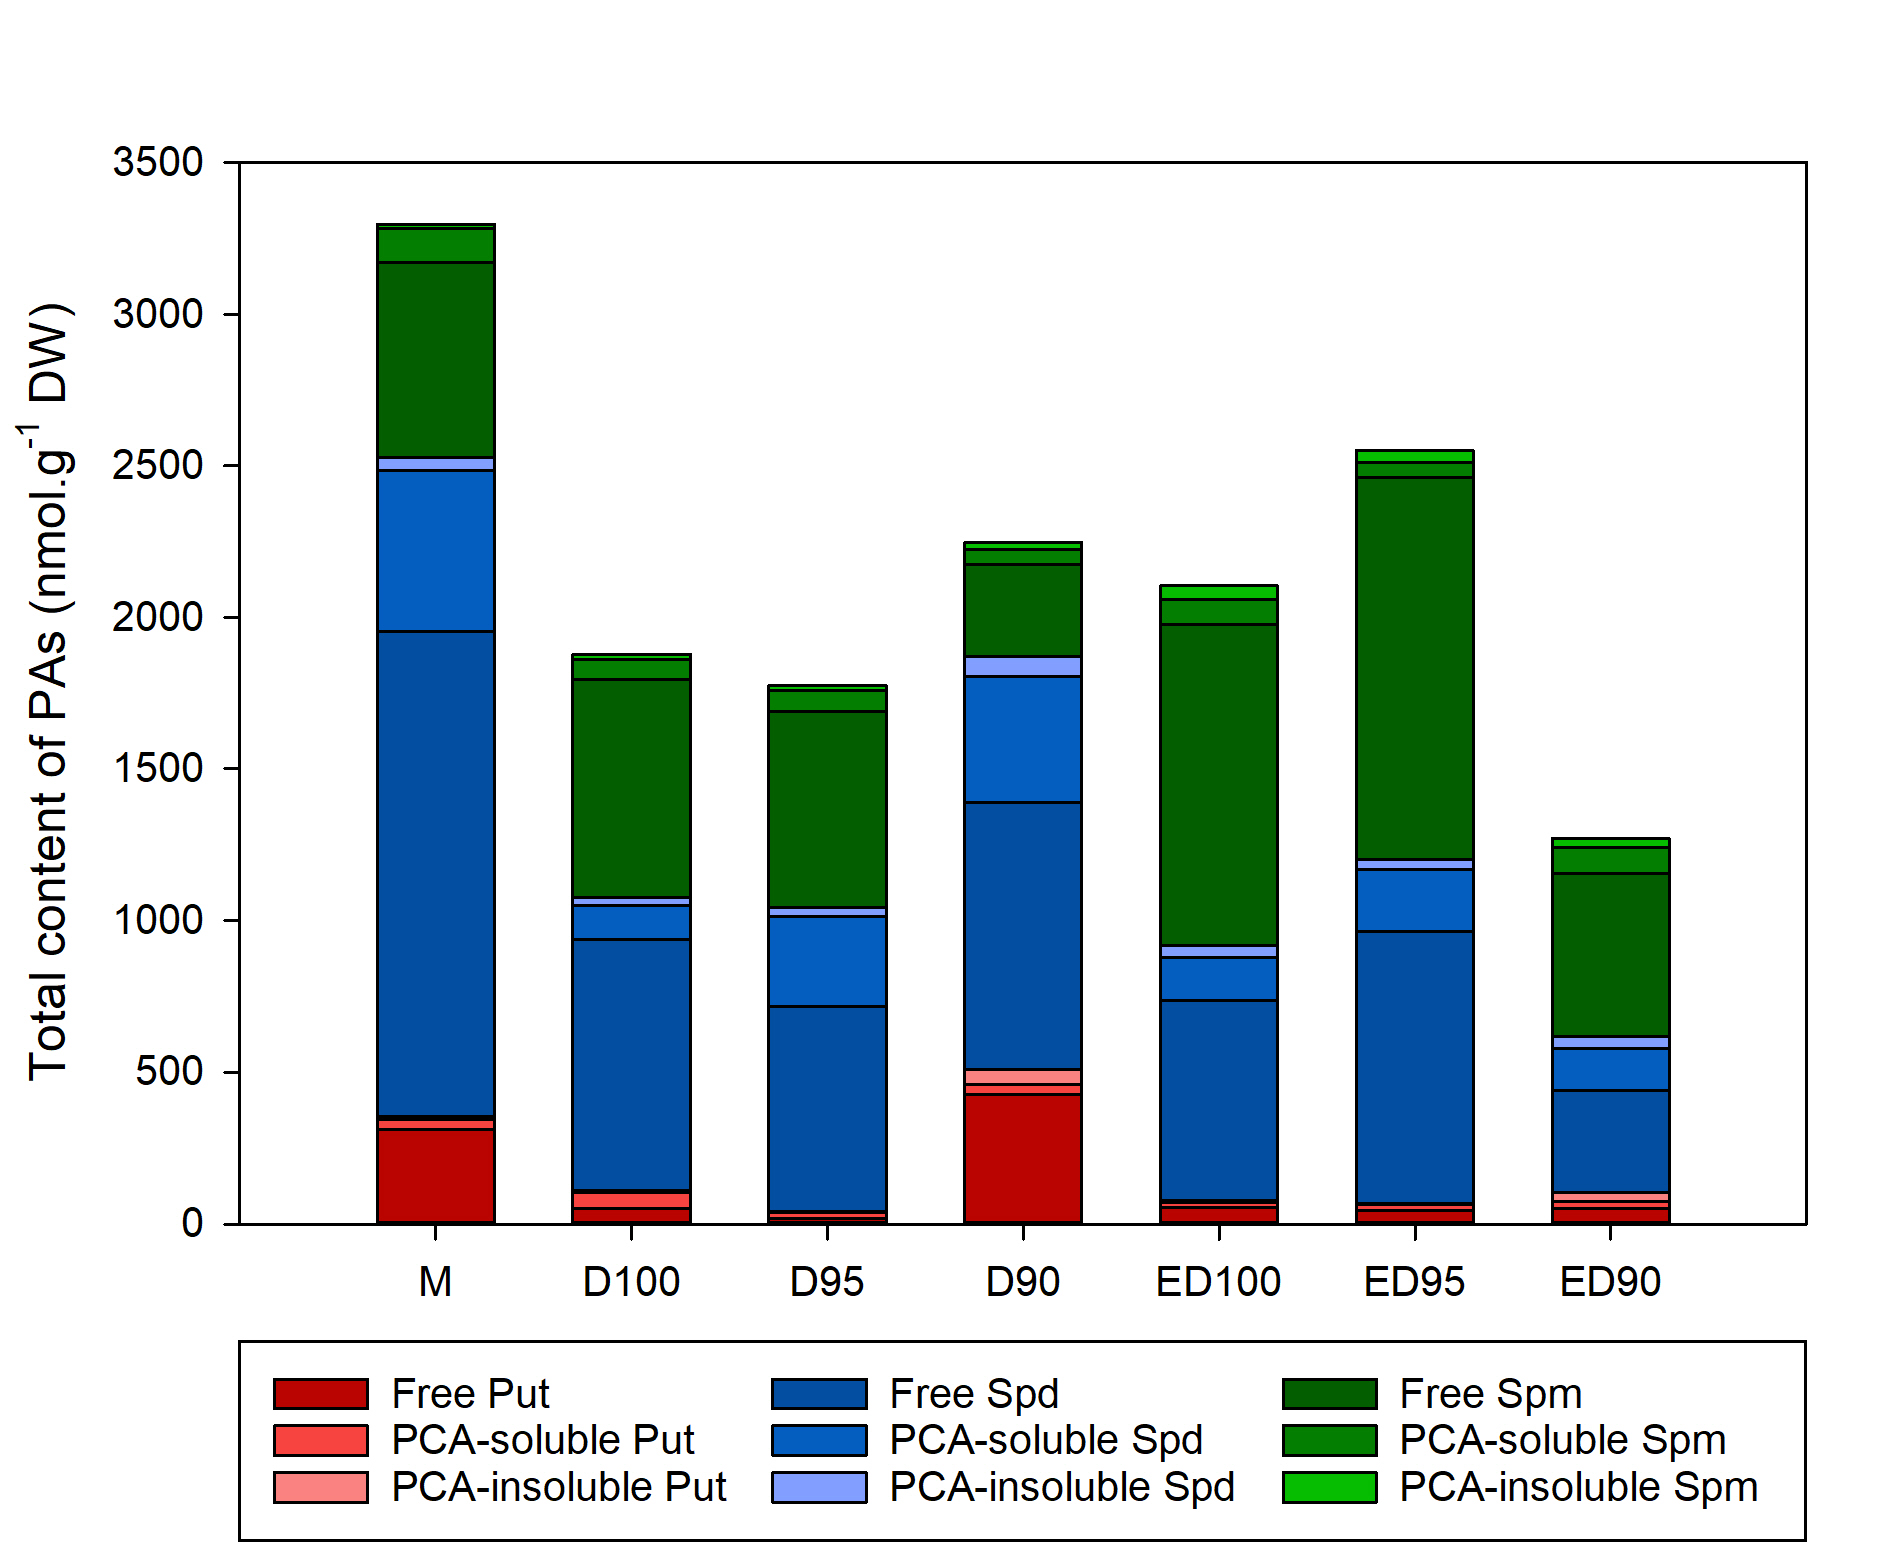 3500
3000
2500
2000
1500
1000
500
0
Total content of PAs (nmol.g-1 DW)
M D100 D95 D90 ED100 ED95 ED90
Free Put Free Spd Free Spm
PCA-soluble Put PCA-soluble Spd PCA-soluble Spm
PCA-insoluble Put PCA-insoluble Spd PCA-insoluble Spm